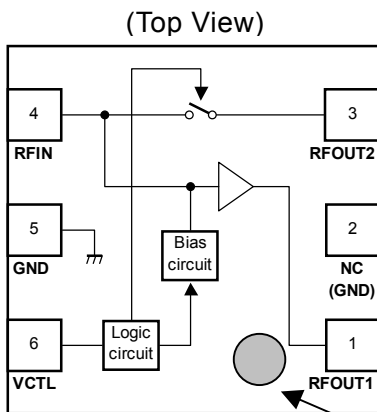 (Top View)
4
3
RFIN
RFOUT2
5
2
GND
Bias
circuit
NC
(GND)
6
Logic
circuit
1
VCTL
RFOUT1